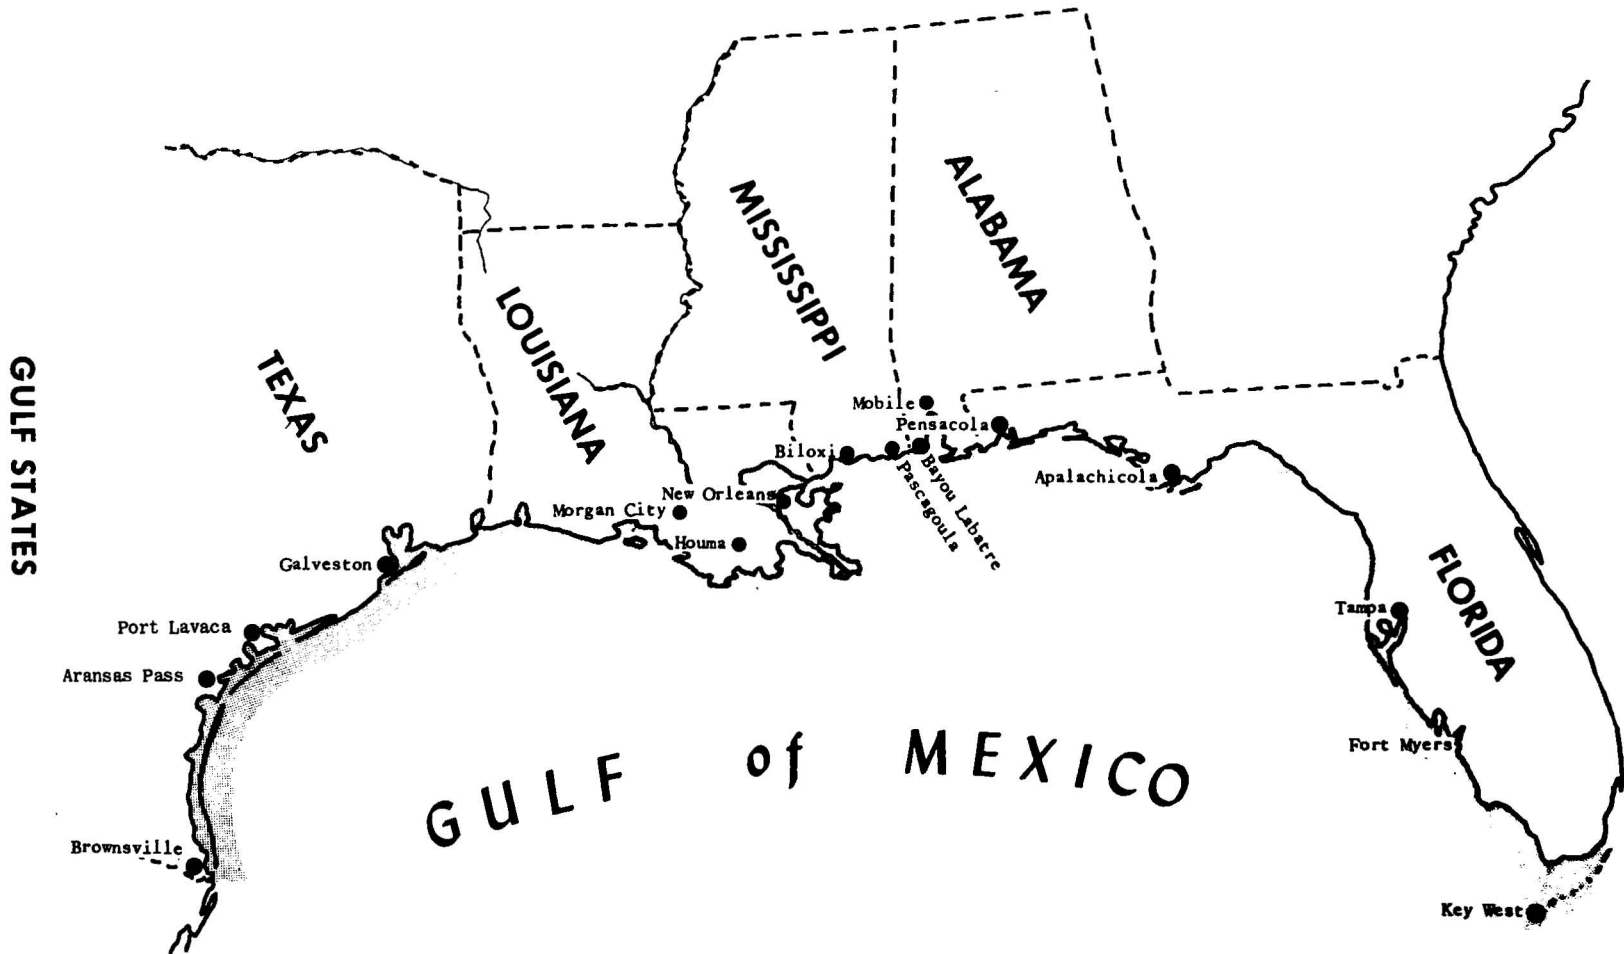 GULF STATES
TEXAS
LOUISIANA
MISSISSIPPI
ALABAMA
FLORIDA
Mobile
Pensacola
Biloxi
Pascagoula
Bayou Labatre
Apalachicola
New Orleans
Morgan City
Houma
Galveston
Port Lavaca
Aransas Pass
Brownsville
Tampa
Fort Myers
Key West
GULF of MEXICO